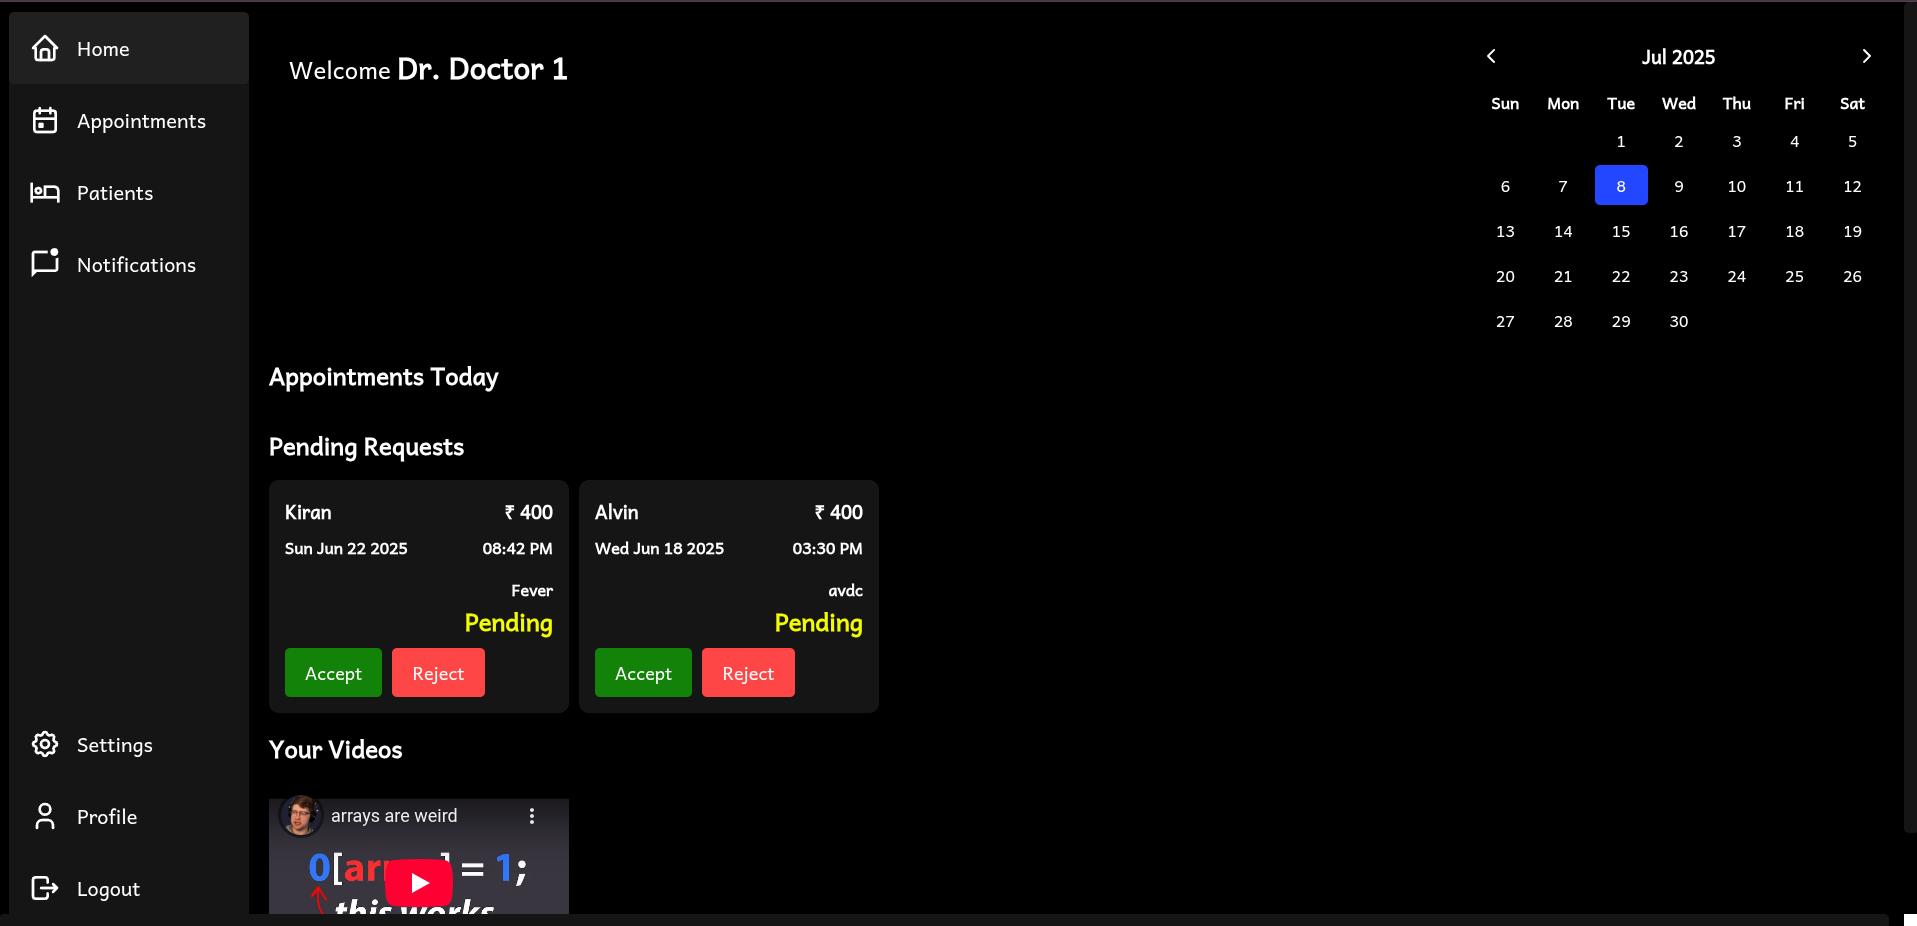 Home
Appointments
Patients
Notifications
Settings
Profile
Logout
Welcome Dr. Doctor 1
Jul 2025
Sun Mon Tue Wed Thu Fri Sat
1 2 3 4 5
6 7 8 9 10 11 12
13 14 15 16 17 18 19
20 21 22 23 24 25 26
27 28 29 30
Appointments Today
Pending Requests
Kiran ₹ 400
Sun Jun 22 2025 08:42 PM
Fever
Pending
Accept Reject
Alvin ₹ 400
Wed Jun 18 2025 03:30 PM
avdc
Pending
Accept Reject
Your Videos
arrays are weird
0[arr ] = 1;
this works